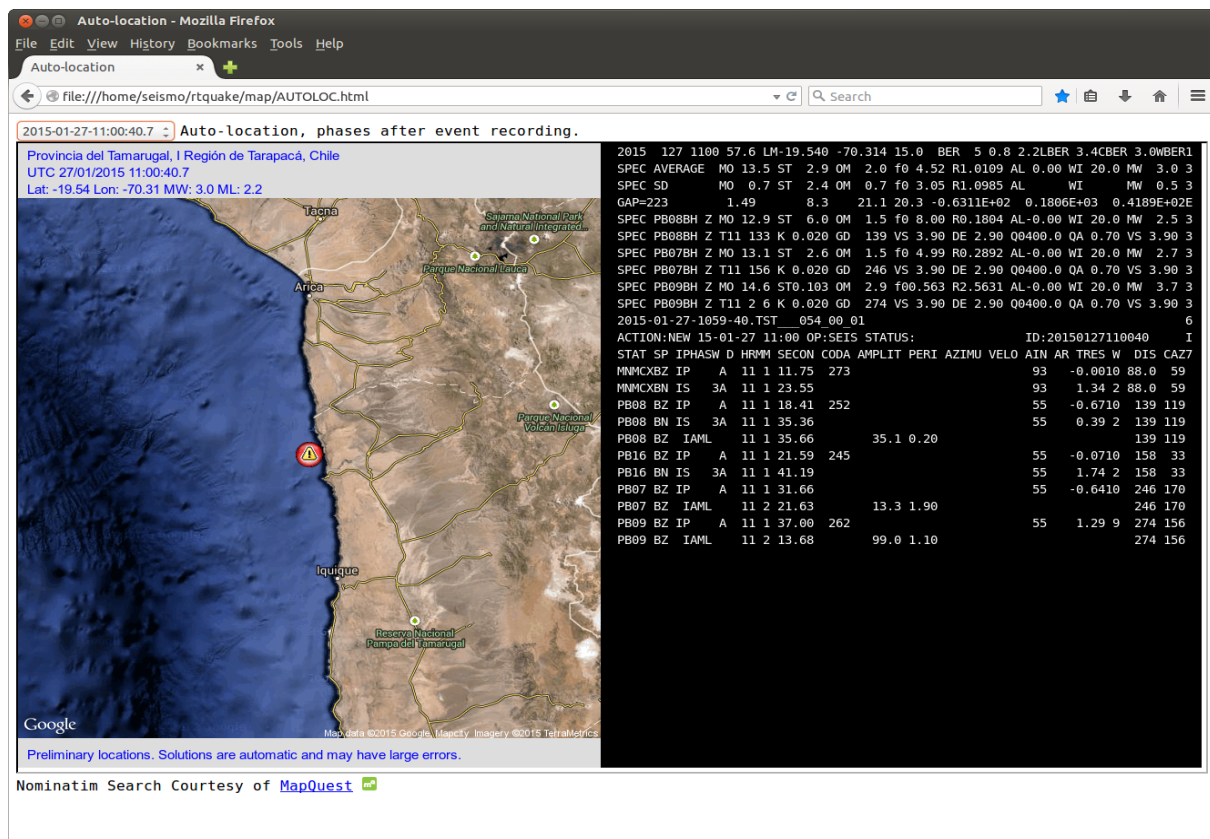 Auto-location - Mozilla Firefox
File Edit View History Bookmarks Tools Help
Auto-location
file:///home/seismo/rtquake/map/AUTOLOC.html
Search
2015-01-27-11:00:40.7 Auto-location, phases after event recording.
Provincia del Tamarugal, I Región de Tarapacá, Chile
UTC 27/01/2015 11:00:40.7
Lat: -19.54 Lon: -70.31 MW: 3.0 ML: 2.2
Tacna
Sajama National Park
and Natural Integrated...
Parque Nacional Lauca
Arica
Parque Nacional
Volcán Isluga
Iquique
Reserva Nacional
Pampa del Tamarugal
Google
Map data ©2015 Google, Mapcity Imagery ©2015 TerraMetrics
Preliminary locations. Solutions are automatic and may have large errors.
2015  127 1100 57.6 LM-19.540 -70.314 15.0  BER  5 0.8 2.2LBER 3.4CBER 3.0WBER1
SPEC AVERAGE  MO 13.5 ST  2.9 OM  2.0 f0 4.52 R1.0109 AL 0.00 WI 20.0 MW  3.0 3
SPEC SD       MO  0.7 ST  2.4 OM  0.7 f0 3.05 R1.0985 AL      WI      MW  0.5 3
GAP=223        1.49       8.3    21.1 20.3 -0.6311E+02  0.1806E+03  0.4189E+02E
SPEC PB08BH Z MO 12.9 ST  6.0 OM  1.5 f0 8.00 R0.1804 AL-0.00 WI 20.0 MW  2.5 3
SPEC PB08BH Z T11 133 K 0.020 GD  139 VS 3.90 DE 2.90 Q0400.0 QA 0.70 VS 3.90 3
SPEC PB07BH Z MO 13.1 ST  2.6 OM  1.5 f0 4.99 R0.2892 AL-0.00 WI 20.0 MW  2.7 3
SPEC PB07BH Z T11 156 K 0.020 GD  246 VS 3.90 DE 2.90 Q0400.0 QA 0.70 VS 3.90 3
SPEC PB09BH Z MO 14.6 ST0.103 OM  2.9 f00.563 R2.5631 AL-0.00 WI 20.0 MW  3.7 3
SPEC PB09BH Z T11 2 6 K 0.020 GD  274 VS 3.90 DE 2.90 Q0400.0 QA 0.70 VS 3.90 3
2015-01-27-1059-40.TST___054_00_01                                            6
ACTION:NEW 15-01-27 11:00 OP:SEIS STATUS:               ID:20150127110040     I
STAT SP IPHASW D HRMM SECON CODA AMPLIT PERI AZIMU VELO AIN AR TRES W  DIS CAZ7
MNMCXBZ IP    A  11 1 11.75  273                         93    -0.0010 88.0  59
MNMCXBN IS   3A  11 1 23.55                              93     1.34 2 88.0  59
PB08 BZ IP    A  11 1 18.41  252                         55    -0.6710  139 119
PB08 BN IS   3A  11 1 35.36                              55     0.39 2  139 119
PB08 BZ  IAML    11 1 35.66        35.1 0.20                            139 119
PB16 BZ IP    A  11 1 21.59  245                         55    -0.0710  158  33
PB16 BN IS   3A  11 1 41.19                              55     1.74 2  158  33
PB07 BZ IP    A  11 1 31.66                              55    -0.6410  246 170
PB07 BZ  IAML    11 2 21.63        13.3 1.90                            246 170
PB09 BZ IP    A  11 1 37.00  262                         55     1.29 9  274 156
PB09 BZ  IAML    11 2 13.68        99.0 1.10                            274 156
Nominatim Search Courtesy of MapQuest